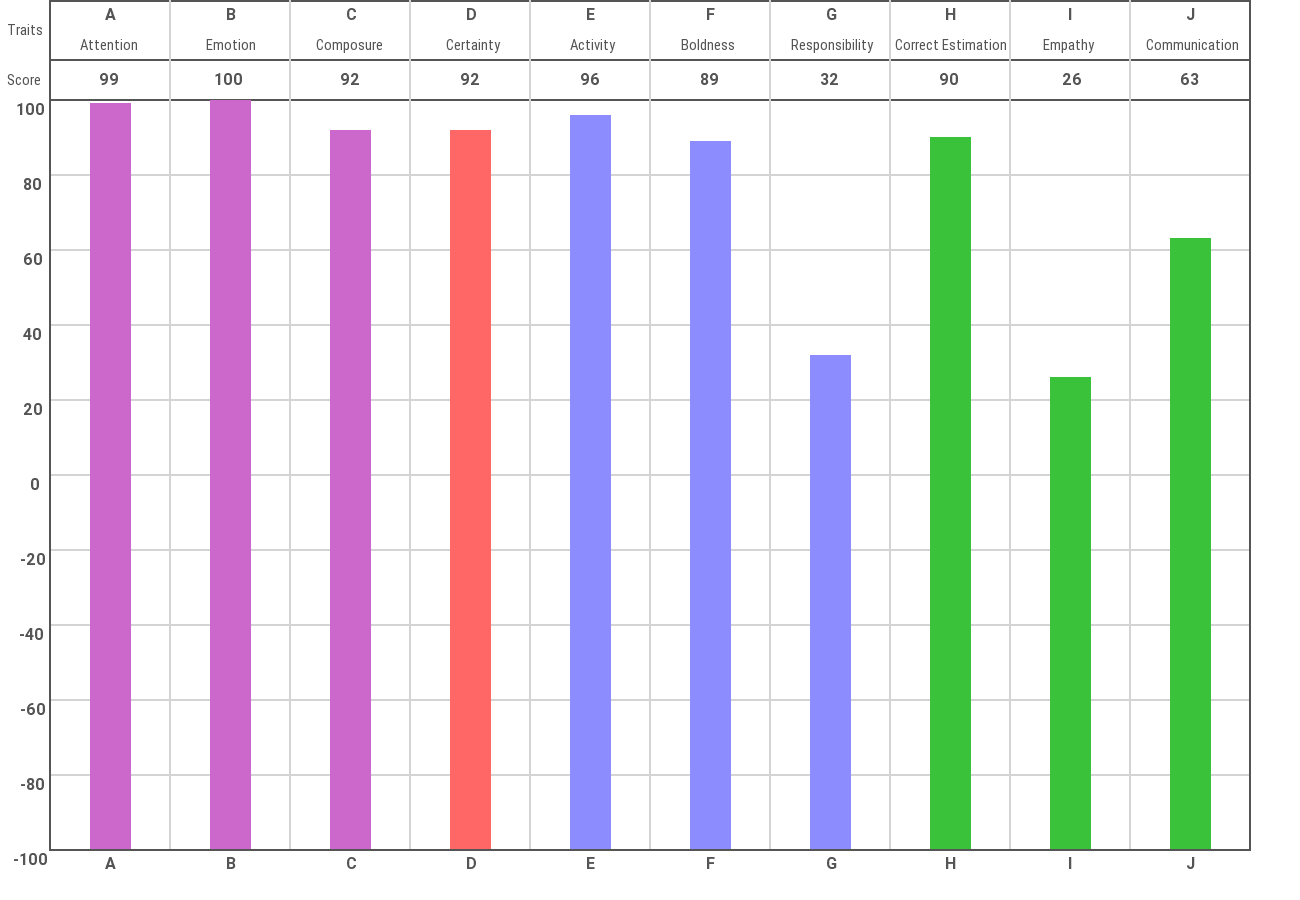 Traits
A B C D E F G H I J
Attention Emotion Composure Certainty Activity Boldness Responsibility Correct Estimation Empathy Communication
Score 99 100 92 92 96 89 32 90 26 63
100
80
60
40
20
0
-20
-40
-60
-80
-100
A B C D E F G H I J